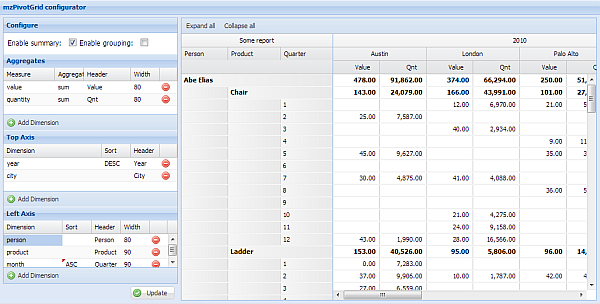 mzPivotGrid configurator
Configure
Enable summary: Enable grouping:
Aggregates
Measure Aggregat Header Width
value sum Value 80
quantity sum Qnt 80
Add Dimension
Top Axis
Dimension Sort Header
year DESC Year
city City
Add Dimension
Left Axis
Dimension Sort Header Width
person Person 80
product Product 90
month ASC Quarter 90
Add Dimension
Update
Expand all Collapse all
Some report 2010
Person Product Quarter Austin London Palo Alto
Value Qnt Value Qnt Value Q
Abe Elias 478.00 91,862.00 374.00 66,294.00 250.00 51,
Chair 143.00 24,079.00 166.00 43,991.00 101.00 27,
1 12.00 6,970.00 21.00 5
2 25.00 7,587.00
3 40.00 2,934.00
4 9.00 11
5 45.00 9,627.00 35.00 3
6
7 30.00 4,875.00 41.00 4,088.00
8 36.00 5
9
10 21.00 4,275.00
11 24.00 9,158.00
12 43.00 1,990.00 28.00 16,566.00
Ladder 153.00 40,526.00 95.00 5,806.00 96.00 14,
1 0.00 7,283.00
2 37.00 9,906.00 10.00 1,787.00 42.00 4
3 27.00 6,559.00